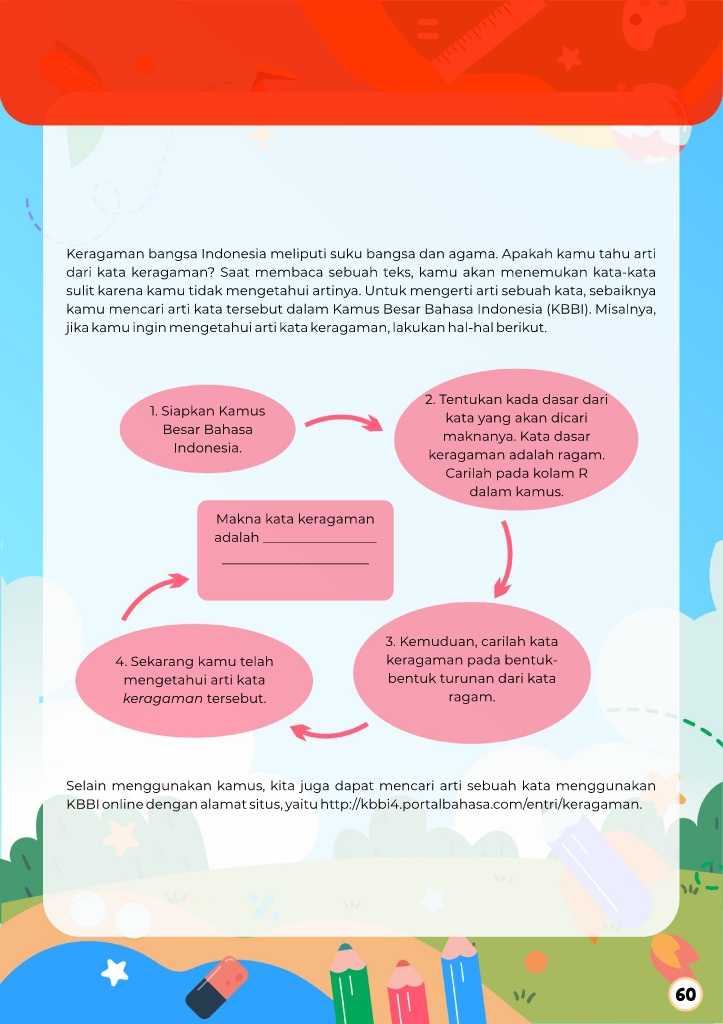 Keragaman bangsa Indonesia meliputi suku bangsa dan agama. Apakah kamu tahu arti
dari kata keragaman? Saat membaca sebuah teks, kamu akan menemukan kata-kata
sulit karena kamu tidak mengetahui artinya. Untuk mengerti arti sebuah kata, sebaiknya
kamu mencari arti kata tersebut dalam Kamus Besar Bahasa Indonesia (KBBI). Misalnya,
jika kamu ingin mengetahui arti kata keragaman, lakukan hal-hal berikut.
1. Siapkan Kamus
Besar Bahasa
Indonesia.
2. Tentukan kada dasar dari
kata yang akan dicari
maknanya. Kata dasar
keragaman adalah ragam.
Carilah pada kolam R
dalam kamus.
3. Kemuduan, carilah kata
keragaman pada bentuk-
bentuk turunan dari kata
ragam.
4. Sekarang kamu telah
mengetahui arti kata
keragaman tersebut.
Makna kata keragaman
adalah _______________
___________________
Selain menggunakan kamus, kita juga dapat mencari arti sebuah kata menggunakan
KBBI online dengan alamat situs, yaitu http://kbbi4.portalbahasa.com/entri/keragaman.
60